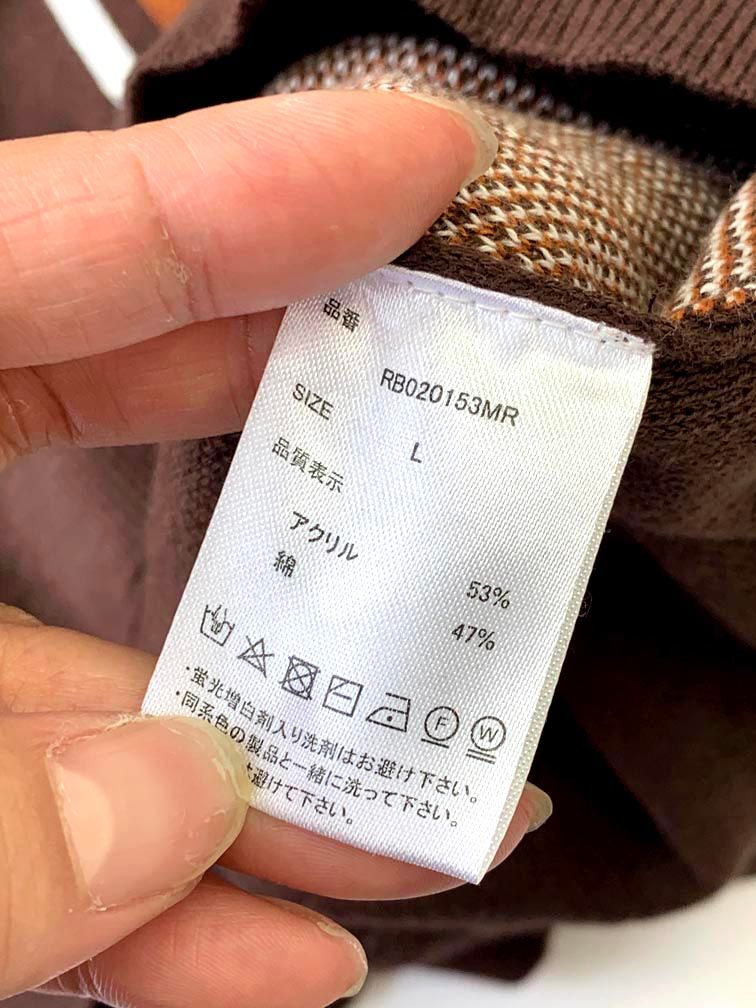 品番
RB020153MR
SIZE
L
品質表示
アクリル 53%
綿 47%
F W
・蛍光増白剤入り洗剤はお避け下さい。
・同系色の製品と一緒に洗って下さい。
は避けて下さい。